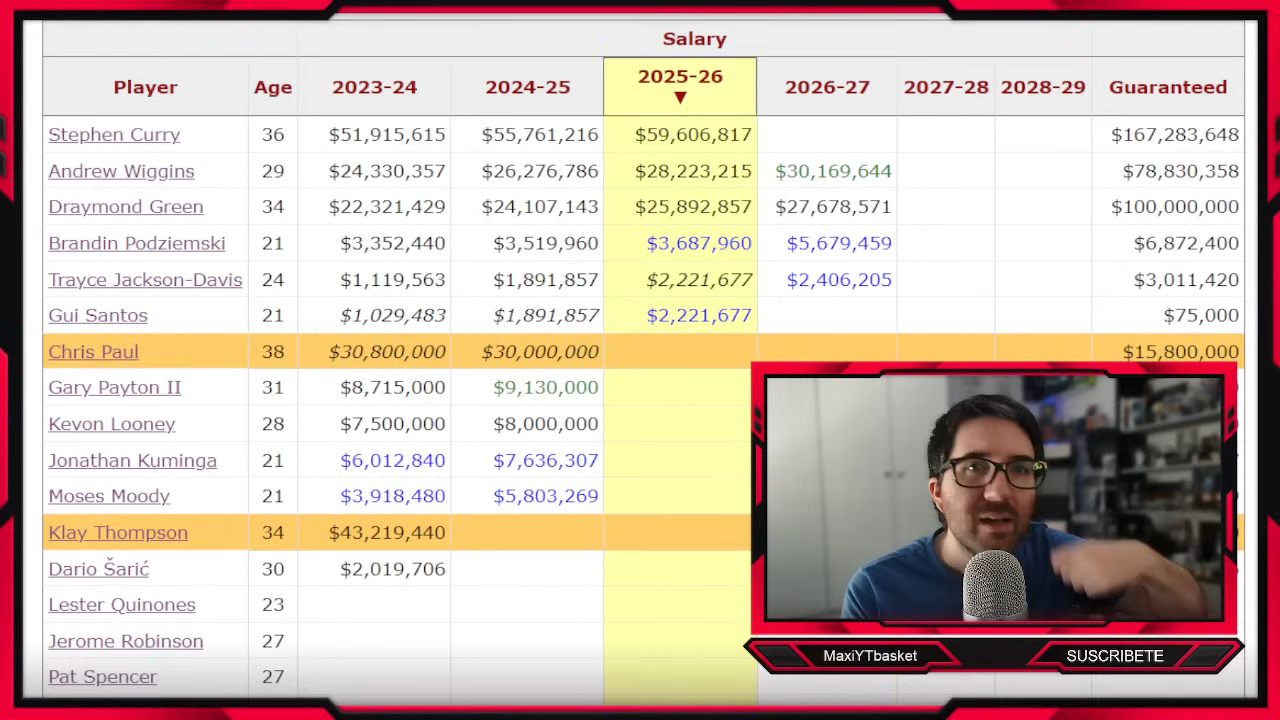 Salary
Player Age 2023-24 2024-25 2025-26 2026-27 2027-28 2028-29 Guaranteed
▼
Stephen Curry 36 $51,915,615 $55,761,216 $59,606,817 $167,283,648
Andrew Wiggins 29 $24,330,357 $26,276,786 $28,223,215 $30,169,644 $78,830,358
Draymond Green 34 $22,321,429 $24,107,143 $25,892,857 $27,678,571 $100,000,000
Brandin Podziemski 21 $3,352,440 $3,519,960 $3,687,960 $5,679,459 $6,872,400
Trayce Jackson-Davis 24 $1,119,563 $1,891,857 $2,221,677 $2,406,205 $3,011,420
Gui Santos 21 $1,029,483 $1,891,857 $2,221,677 $75,000
Chris Paul 38 $30,800,000 $30,000,000 $15,800,000
Gary Payton II 31 $8,715,000 $9,130,000
Kevon Looney 28 $7,500,000 $8,000,000
Jonathan Kuminga 21 $6,012,840 $7,636,307
Moses Moody 21 $3,918,480 $5,803,269
Klay Thompson 34 $43,219,440
Dario Šarić 30 $2,019,706
Lester Quinones 23
Jerome Robinson 27
Pat Spencer 27
MaxiYTbasket SUSCRIBETE